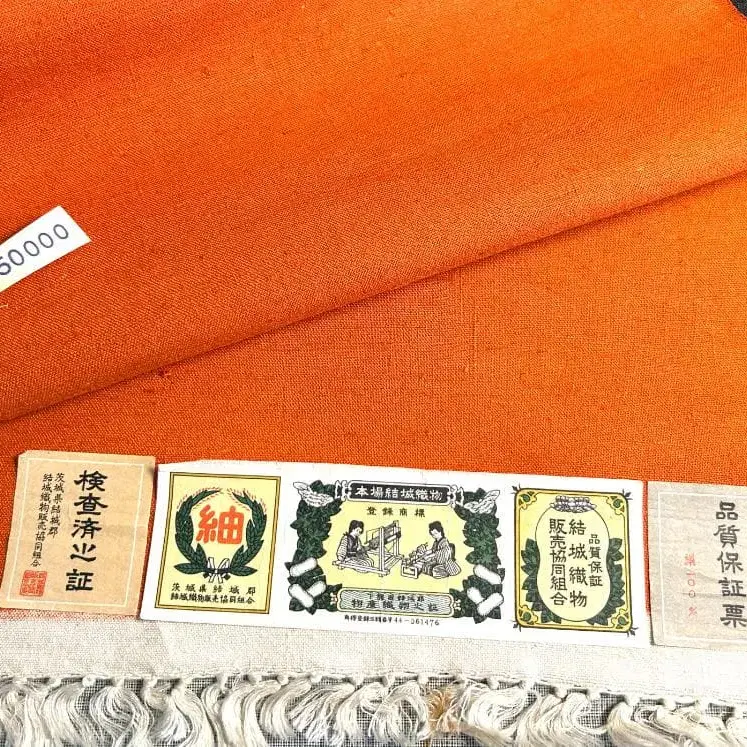 50000
検査済之証
茨城県結城郡
結城織物販売協同組合
紬
茨城県結城郡
結城織物販売協同組合
本場結城織物
登録商標
物産織物之証
品質保証
結城織物
販売協同組合
品質保証票